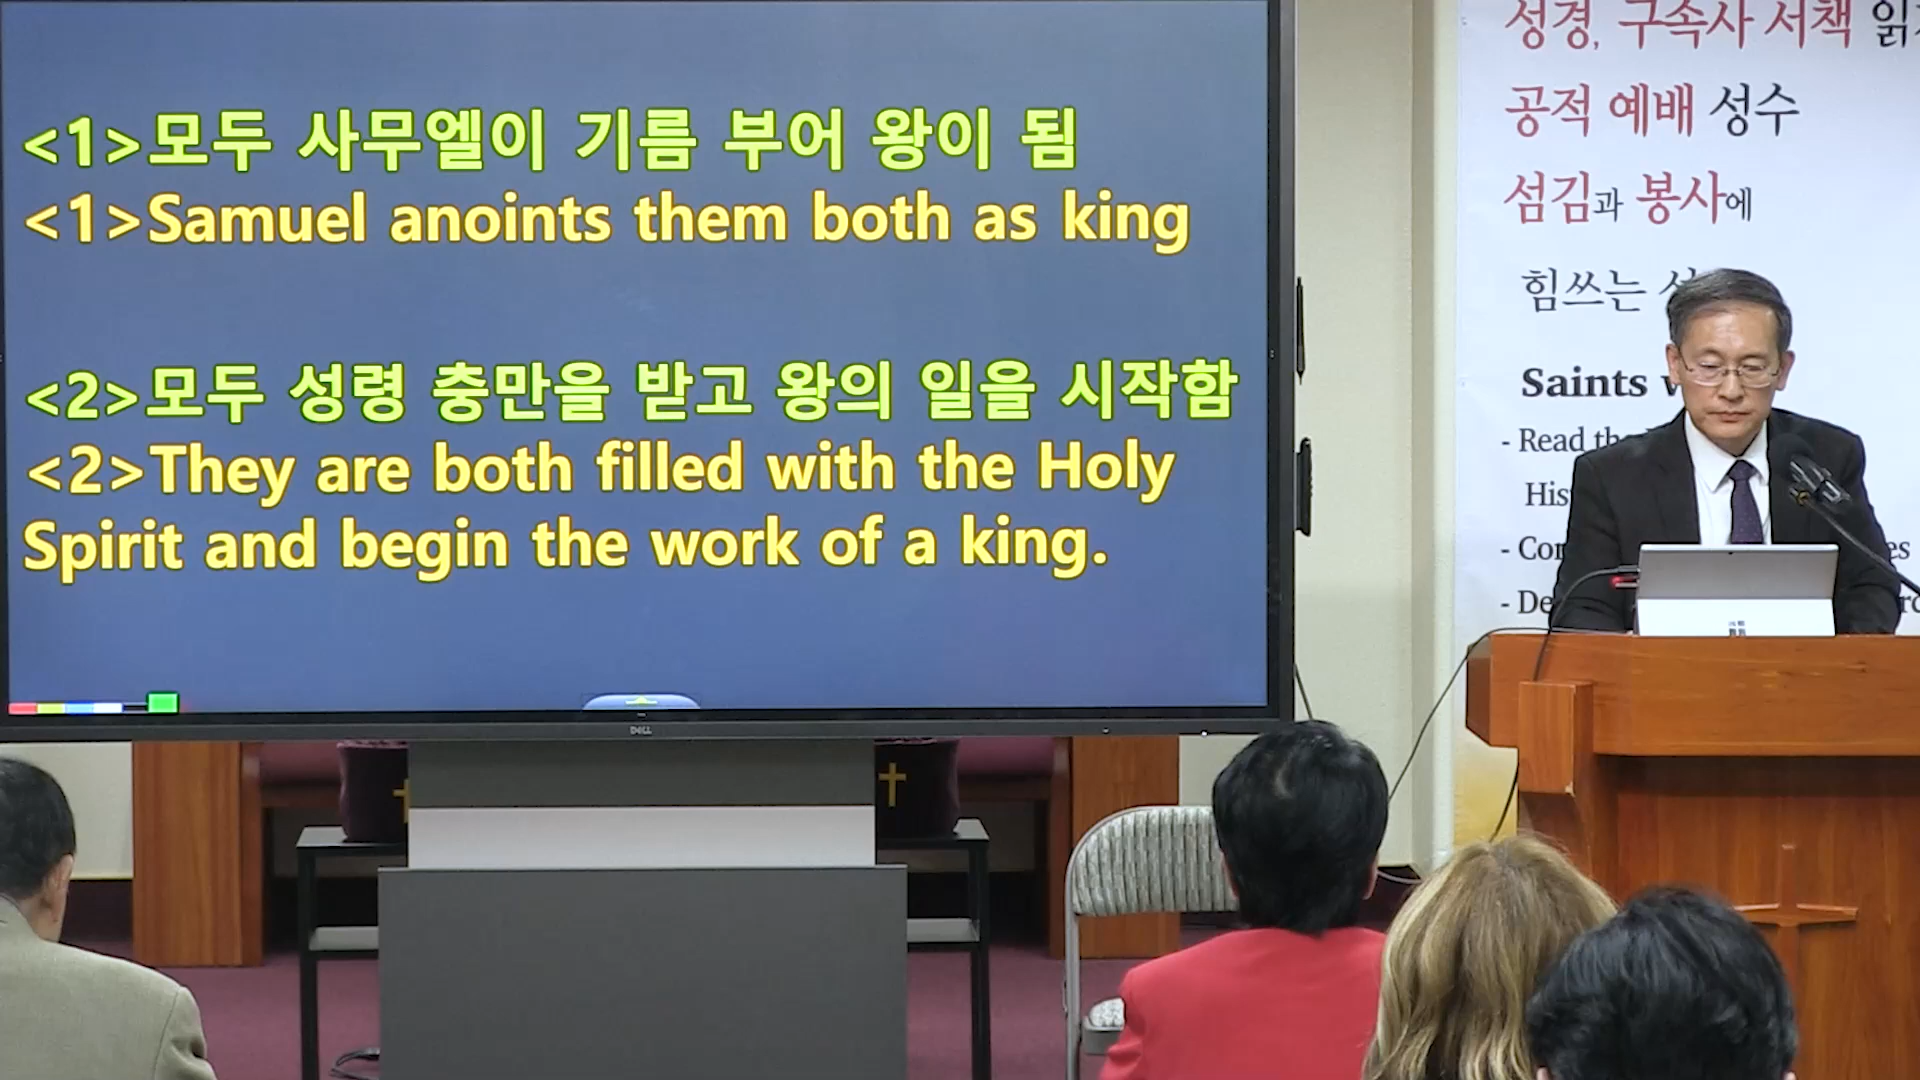 <1>모두 사무엘이 기름 부어 왕이 됨
<1>Samuel anoints them both as king
<2>모두 성령 충만을 받고 왕의 일을 시작함
<2>They are both filled with the Holy
Spirit and begin the work of a king.
DELL
성경, 구속사 서책
공적 예배 성수
섬김과 봉사에
힘쓰는
Saints
- Read the